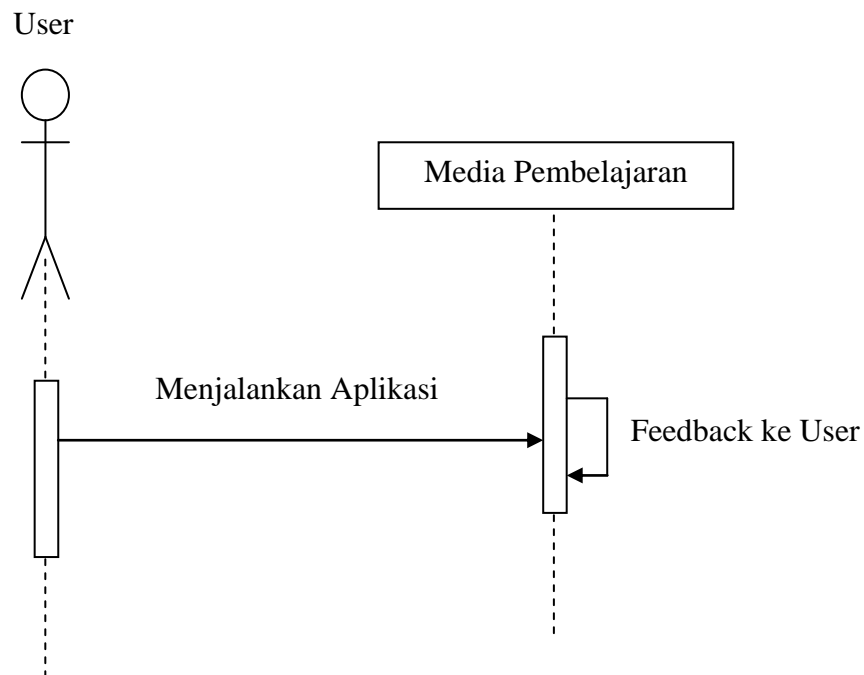 User
Media Pembelajaran
Menjalankan Aplikasi
Feedback ke User